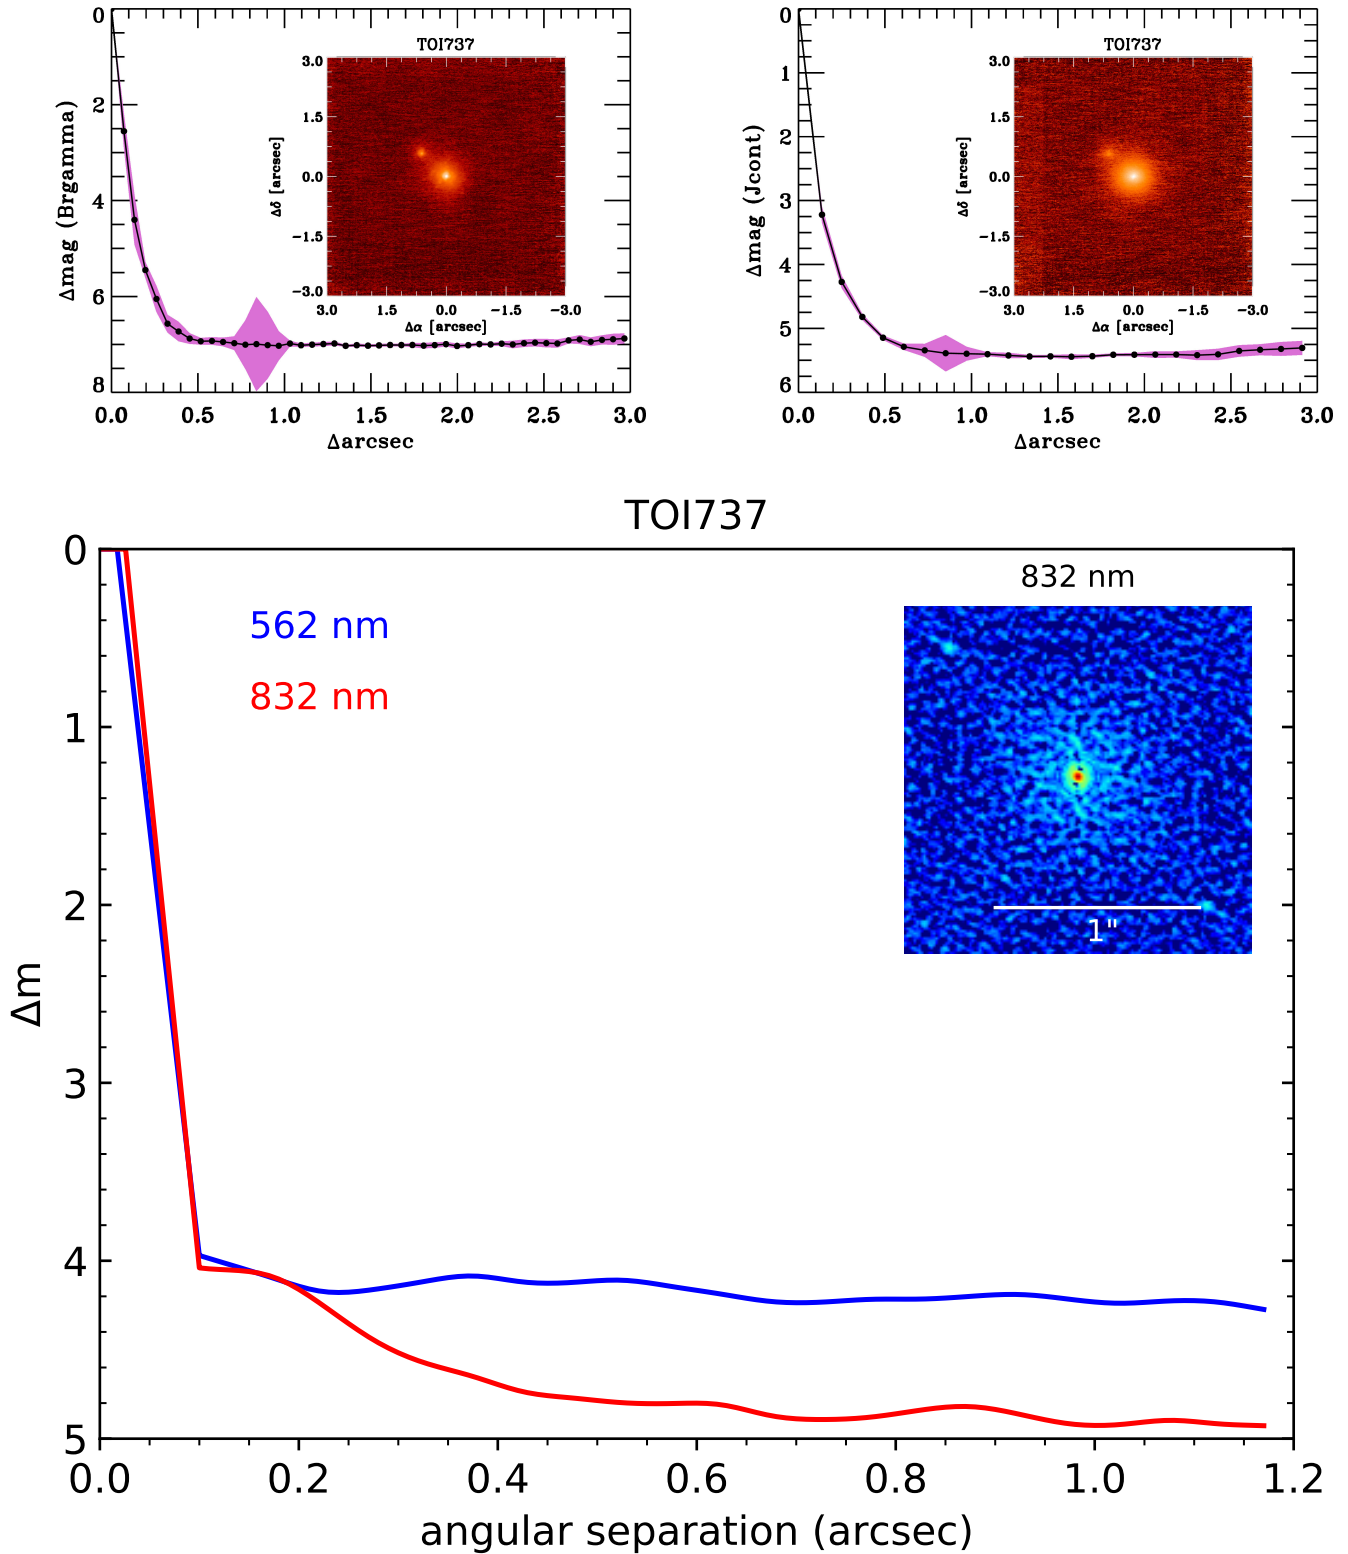 TOI737
3.0
1.5
0.0
−1.5
−3.0
3.0 1.5 0.0 −1.5 −3.0
Δα [arcsec]
Δδ [arcsec]
0
2
4
6
8
0.0 0.5 1.0 1.5 2.0 2.5 3.0
Δarcsec
Δmag (Brgamma)
TOI737
3.0
1.5
0.0
−1.5
−3.0
3.0 1.5 0.0 −1.5 −3.0
Δα [arcsec]
Δδ [arcsec]
0
1
2
3
4
5
6
0.0 0.5 1.0 1.5 2.0 2.5 3.0
Δarcsec
Δmag (Jcont)
TOI737
832 nm
562 nm
832 nm
1"
0
1
2
3
4
5
Δm
0.0 0.2 0.4 0.6 0.8 1.0 1.2
angular separation (arcsec)